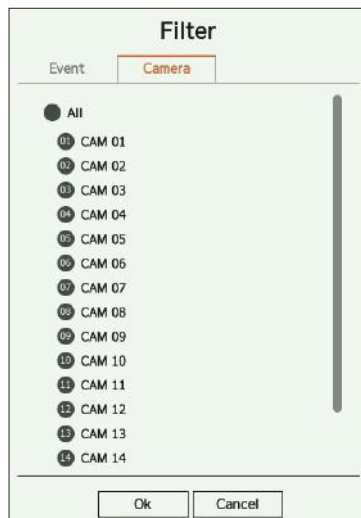 Filter
Event Camera
All
01 CAM 01
02 CAM 02
03 CAM 03
04 CAM 04
05 CAM 05
06 CAM 06
07 CAM 07
08 CAM 08
09 CAM 09
10 CAM 10
11 CAM 11
12 CAM 12
13 CAM 13
14 CAM 14
Ok Cancel